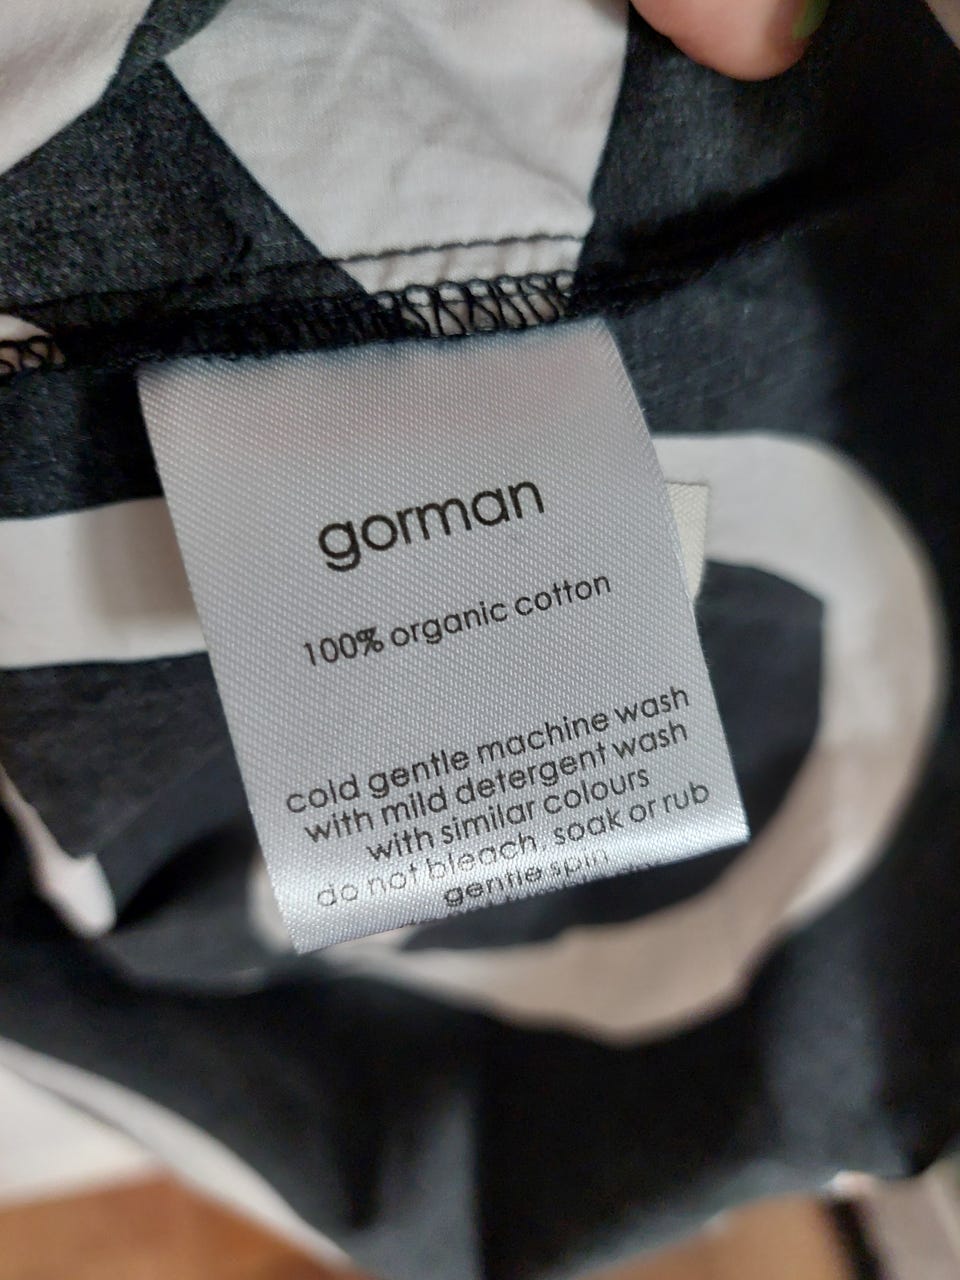 gorman
100% organic cotton
cold gentle machine wash
with mild detergent wash
with similar colours
do not bleach, soak or rub
gentle spin